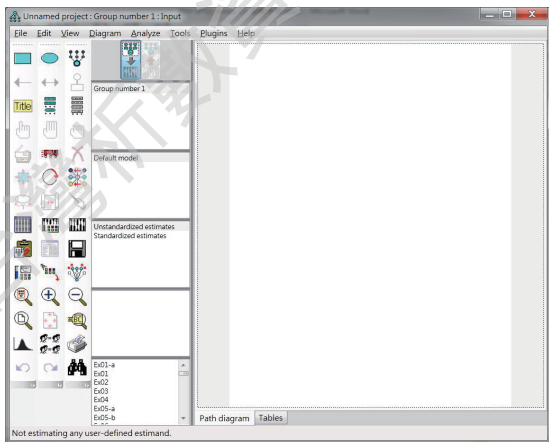 Unnamed project : Group number 1 : Input
File Edit View Diagram Analyze Tools Plugins Help
Title
Group number 1
Default model
Unstandardized estimates
Standardized estimates
Ex01-a
Ex01
Ex02
Ex03
Ex04
Ex05-a
Ex05-b
Path diagram Tables
Not estimating any user-defined estimand.